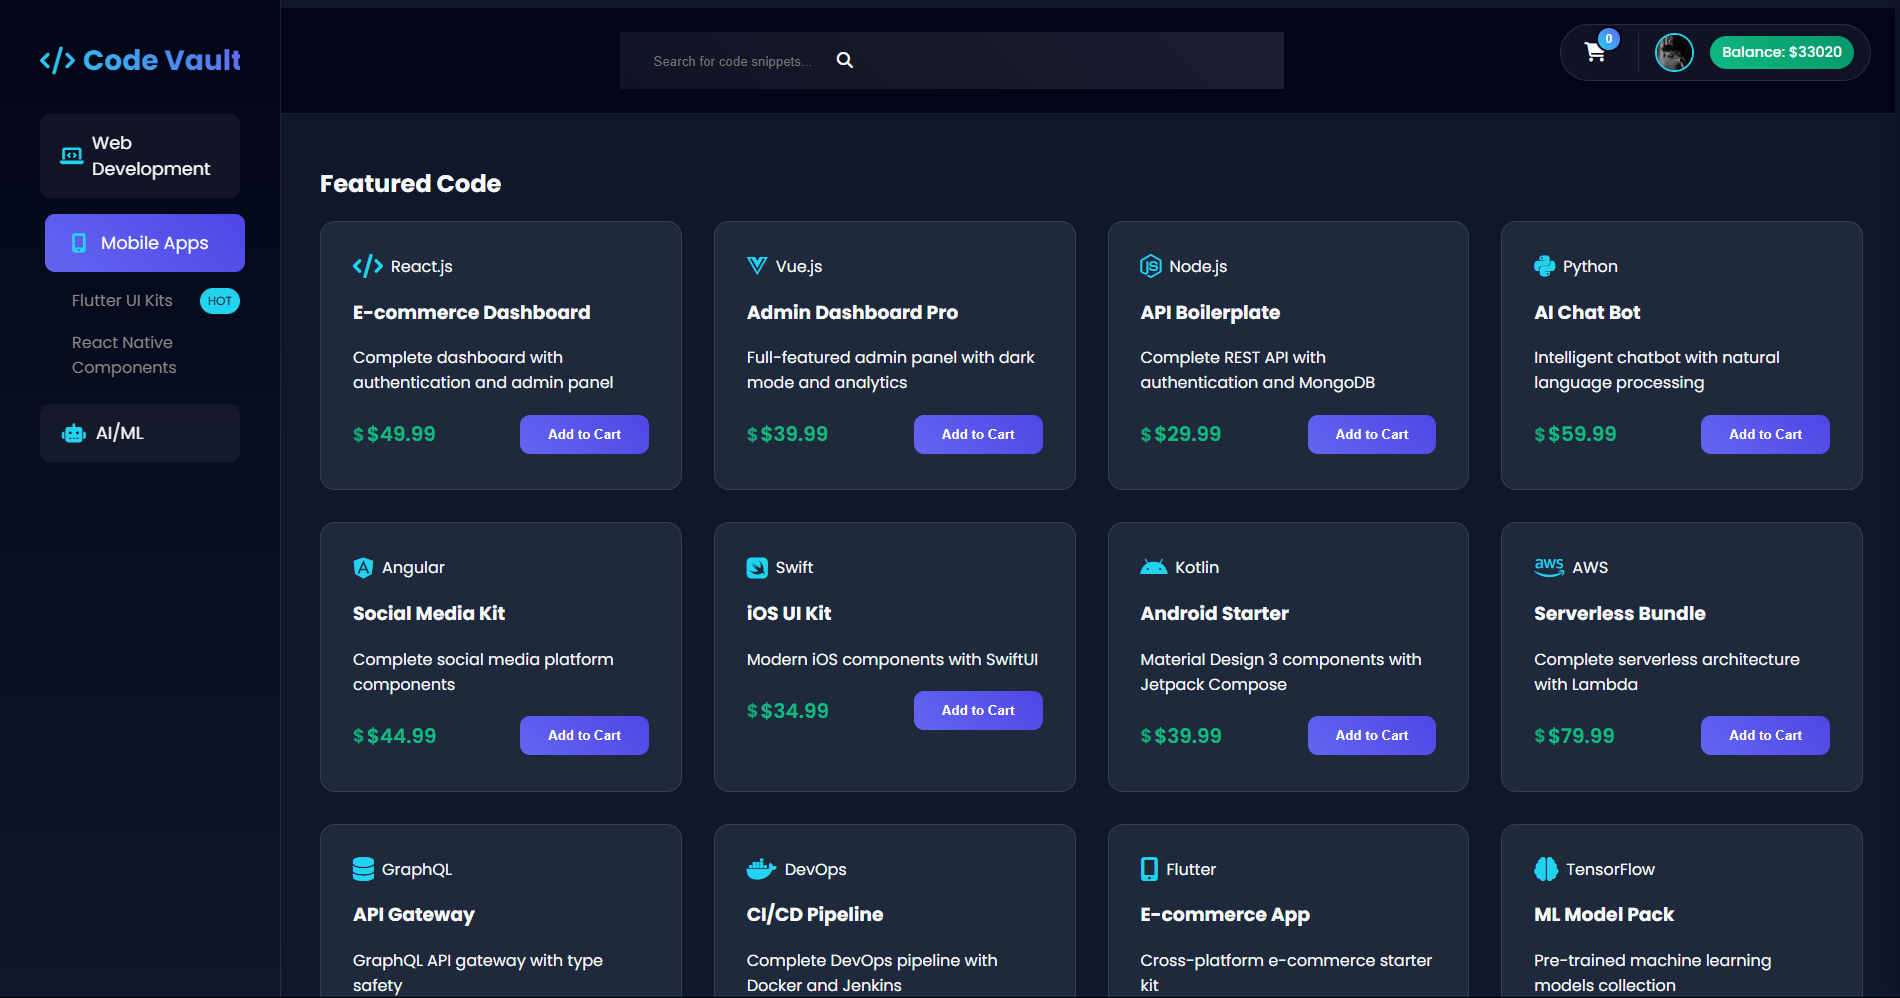 </> Code Vault
Search for code snippets...
0
Balance: $33020
Web
Development
Mobile Apps
Flutter UI Kits HOT
React Native
Components
AI/ML
Featured Code
React.js
E-commerce Dashboard
Complete dashboard with
authentication and admin panel
$ $49.99 Add to Cart
Vue.js
Admin Dashboard Pro
Full-featured admin panel with dark
mode and analytics
$ $39.99 Add to Cart
Node.js
API Boilerplate
Complete REST API with
authentication and MongoDB
$ $29.99 Add to Cart
Python
AI Chat Bot
Intelligent chatbot with natural
language processing
$ $59.99 Add to Cart
Angular
Social Media Kit
Complete social media platform
components
$ $44.99 Add to Cart
Swift
iOS UI Kit
Modern iOS components with SwiftUI
$ $34.99 Add to Cart
Kotlin
Android Starter
Material Design 3 components with
Jetpack Compose
$ $39.99 Add to Cart
aws AWS
Serverless Bundle
Complete serverless architecture
with Lambda
$ $79.99 Add to Cart
GraphQL
API Gateway
GraphQL API gateway with type
safety
DevOps
CI/CD Pipeline
Complete DevOps pipeline with
Docker and Jenkins
Flutter
E-commerce App
Cross-platform e-commerce starter
kit
TensorFlow
ML Model Pack
Pre-trained machine learning
models collection